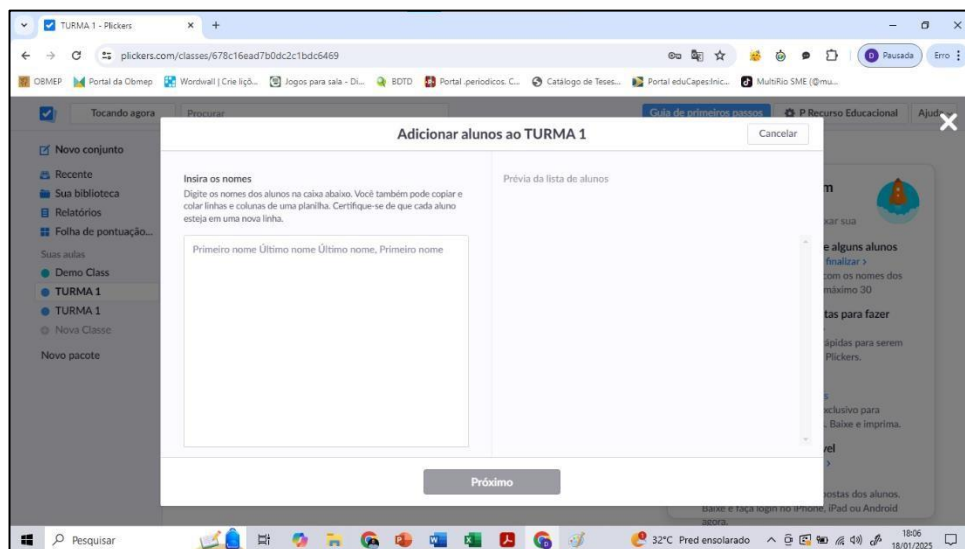 TURMA 1 - Plickers
plickers.com/classes/678c16ead7b0dc2c1bdc6469
D Pausada
Erro
OBMEP
Portal da Obmep
Wordwall | Crie liçõ...
Jogos para sala - Di...
BDTD
Portal .periodicos. C...
Catálogo de Teses...
Portal eduCapes:Inic...
MultiRio SME (@mu...
Tocando agora
Procurar
Guia de primeiros passos
P Recurso Educacional
Ajuda
Adicionar alunos ao TURMA 1
Cancelar
Novo conjunto
Recente
Sua biblioteca
Relatórios
Folha de pontuação...
Suas aulas
Demo Class
TURMA 1
TURMA 1
Nova Classe
Novo pacote
Insira os nomes
Digite os nomes dos alunos na caixa abaixo. Você também pode copiar e
colar linhas e colunas de uma planilha. Certifique-se de que cada aluno
esteja em uma nova linha.
Primeiro nome Último nome Último nome, Primeiro nome
Prévia da lista de alunos
Próximo
e alguns alunos
finalizar >
com os nomes dos
máximo 30
tas para fazer
ápidas para serem
Plickers.
xclusivo para
. Baixe e imprima.
vel
postas dos alunos.
Baixe e faça login no iPhone, iPad ou Android
agora.
Pesquisar
32°C Pred ensolarado
18:06
18/01/2025